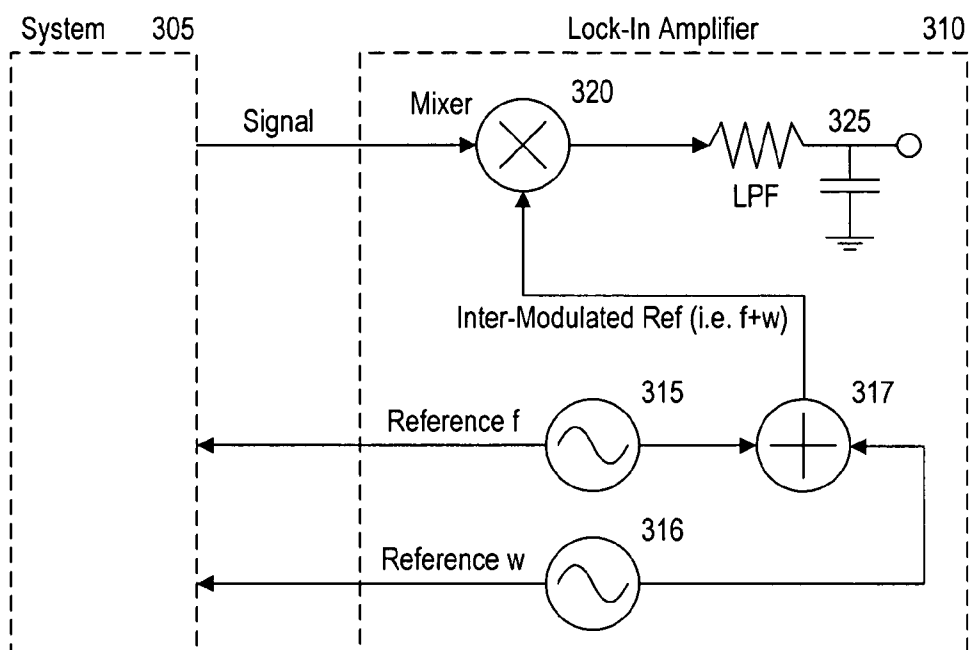 System 305
Lock-In Amplifier 310
Mixer 320
Signal
325
LPF
Inter-Modulated Ref (i.e. f+w)
315 317
Reference f
316
Reference w